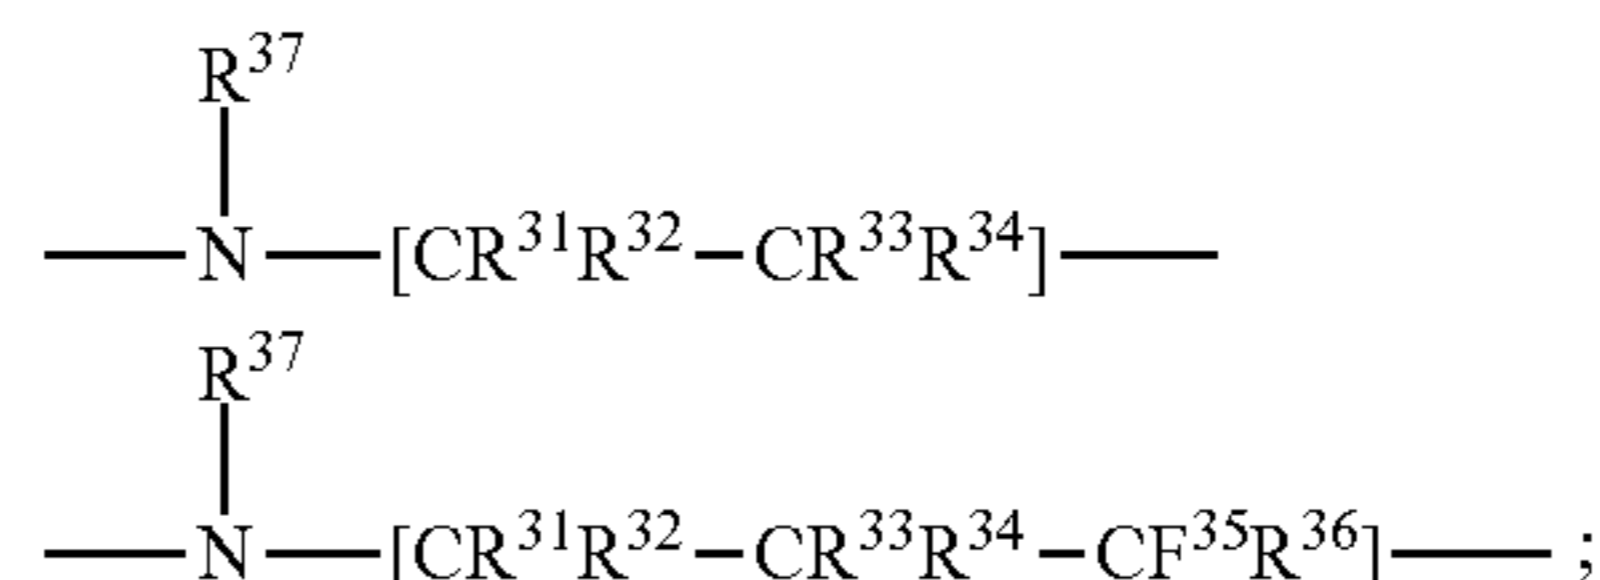 R³⁷
—N—[CR³¹R³²—CR³³R³⁴]—
R³⁷
—N—[CR³¹R³²—CR³³R³⁴—CF³⁵R³⁶]— ;